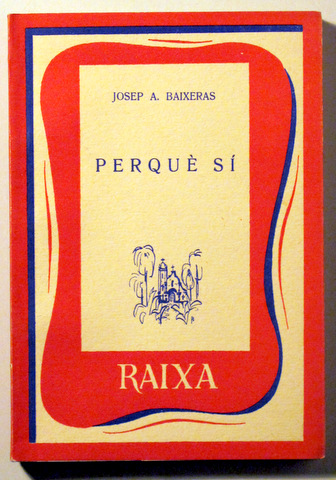 JOSEP A. BAIXERAS
PERQUÈ SÍ
RAIXA